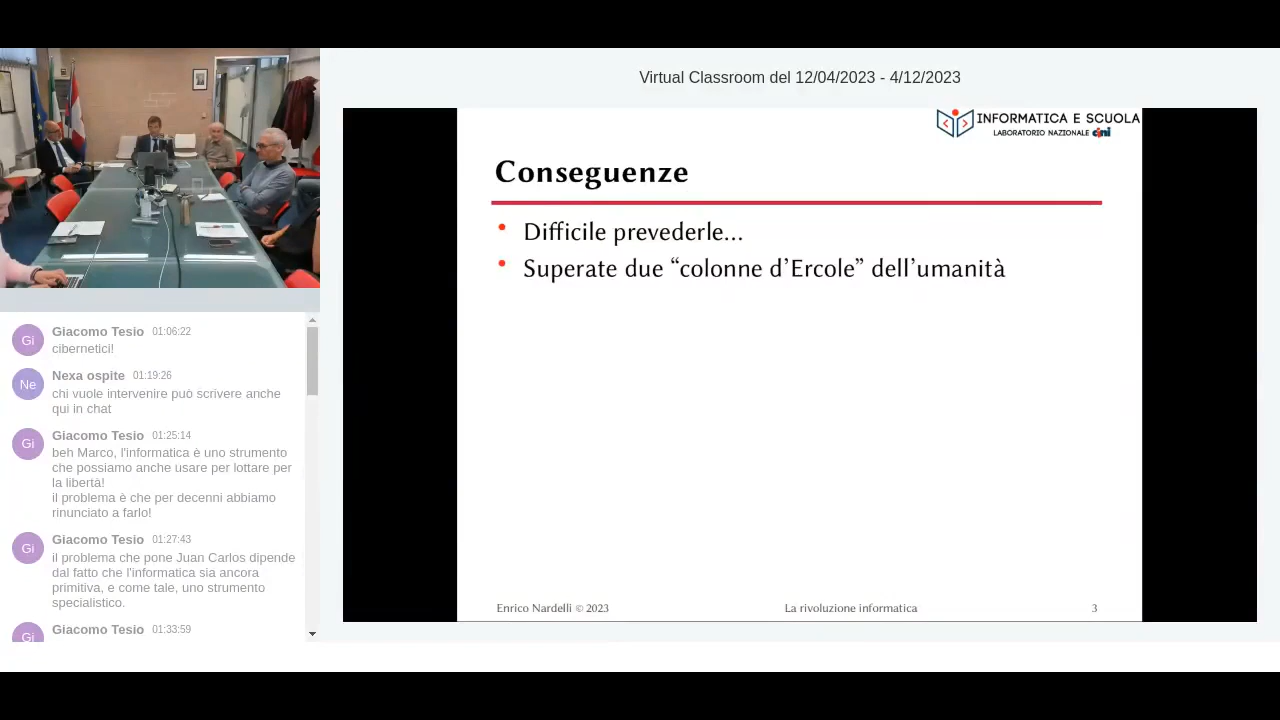 Virtual Classroom del 12/04/2023 - 4/12/2023
INFORMATICA E SCUOLA
LABORATORIO NAZIONALE cini
Conseguenze
• Difficile prevederle...
• Superate due “colonne d’Ercole” dell’umanità
Enrico Nardelli © 2023
La rivoluzione informatica
3
Gi
Giacomo Tesio 01:06:22
cibernetici!
Ne
Nexa ospite 01:19:26
chi vuole intervenire può scrivere anche
qui in chat
Gi
Giacomo Tesio 01:25:14
beh Marco, l'informatica è uno strumento
che possiamo anche usare per lottare per
la libertà!
il problema è che per decenni abbiamo
rinunciato a farlo!
Gi
Giacomo Tesio 01:27:43
il problema che pone Juan Carlos dipende
dal fatto che l'informatica sia ancora
primitiva, e come tale, uno strumento
specialistico.
Gi
Giacomo Tesio 01:33:59